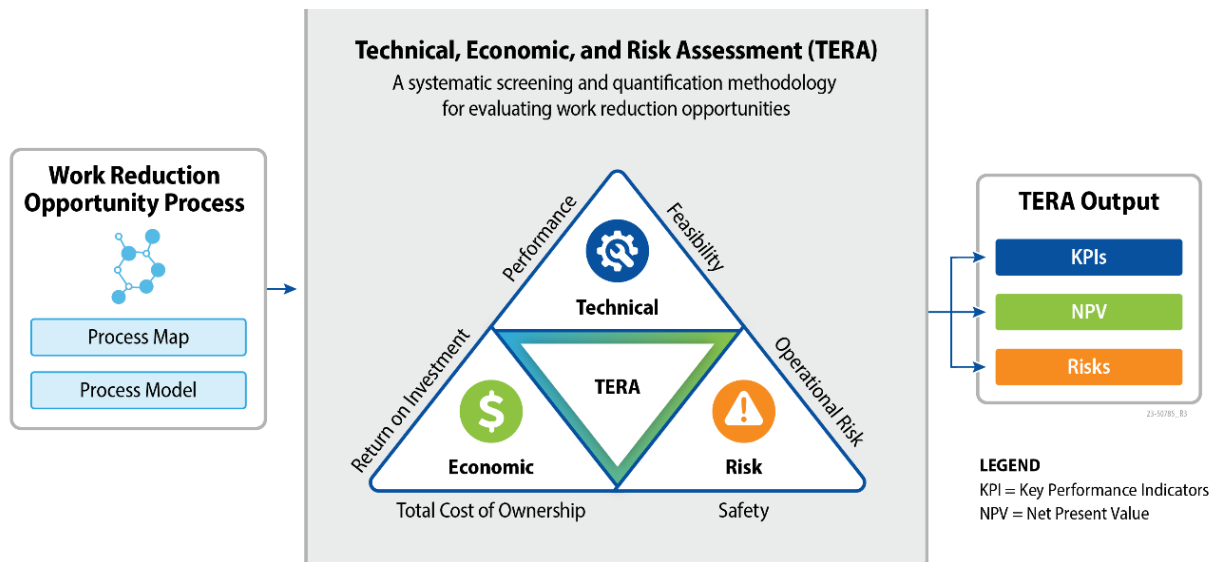 Technical, Economic, and Risk Assessment (TERA)
A systematic screening and quantification methodology
for evaluating work reduction opportunities
Work Reduction
Opportunity Process
Process Map
Process Model
Performance
Feasibility
Technical
Return on Investment
Operational Risk
TERA
Economic
Risk
Total Cost of Ownership
Safety
TERA Output
KPIs
NPV
Risks
23-50785_R3
LEGEND
KPI = Key Performance Indicators
NPV = Net Present Value